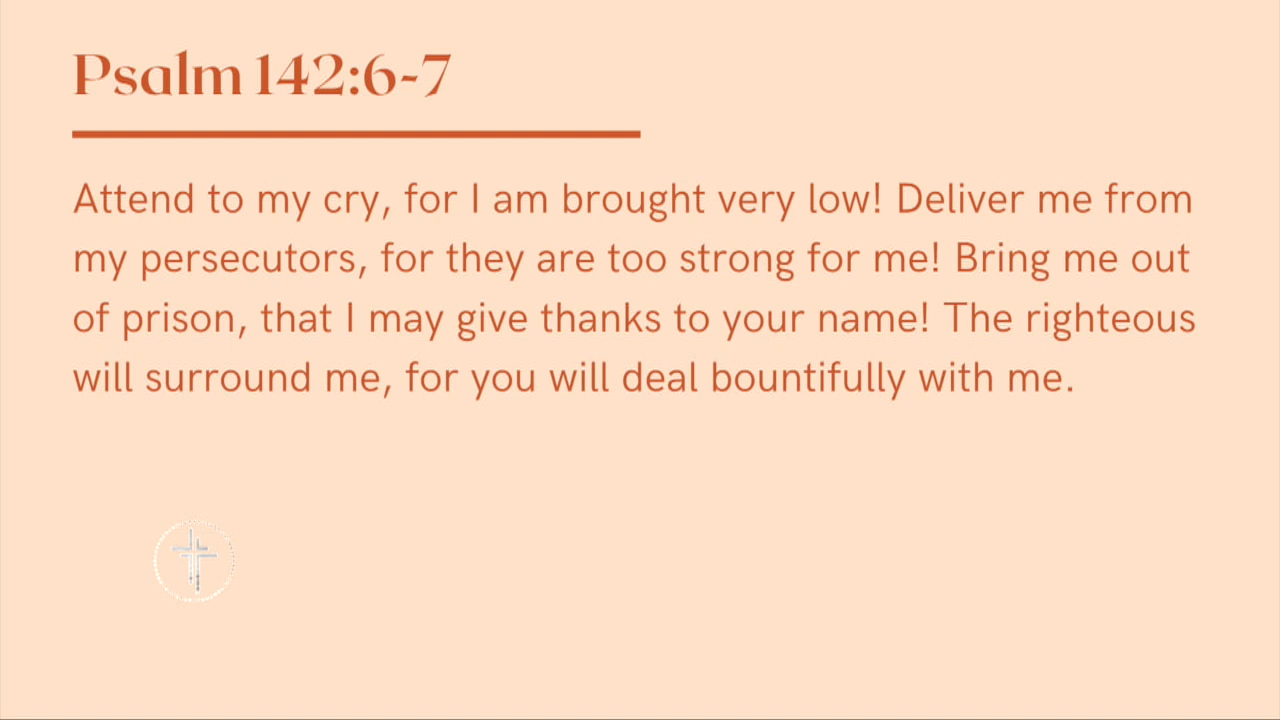 Psalm 142:6-7
Attend to my cry, for I am brought very low! Deliver me from
my persecutors, for they are too strong for me! Bring me out
of prison, that I may give thanks to your name! The righteous
will surround me, for you will deal bountifully with me.